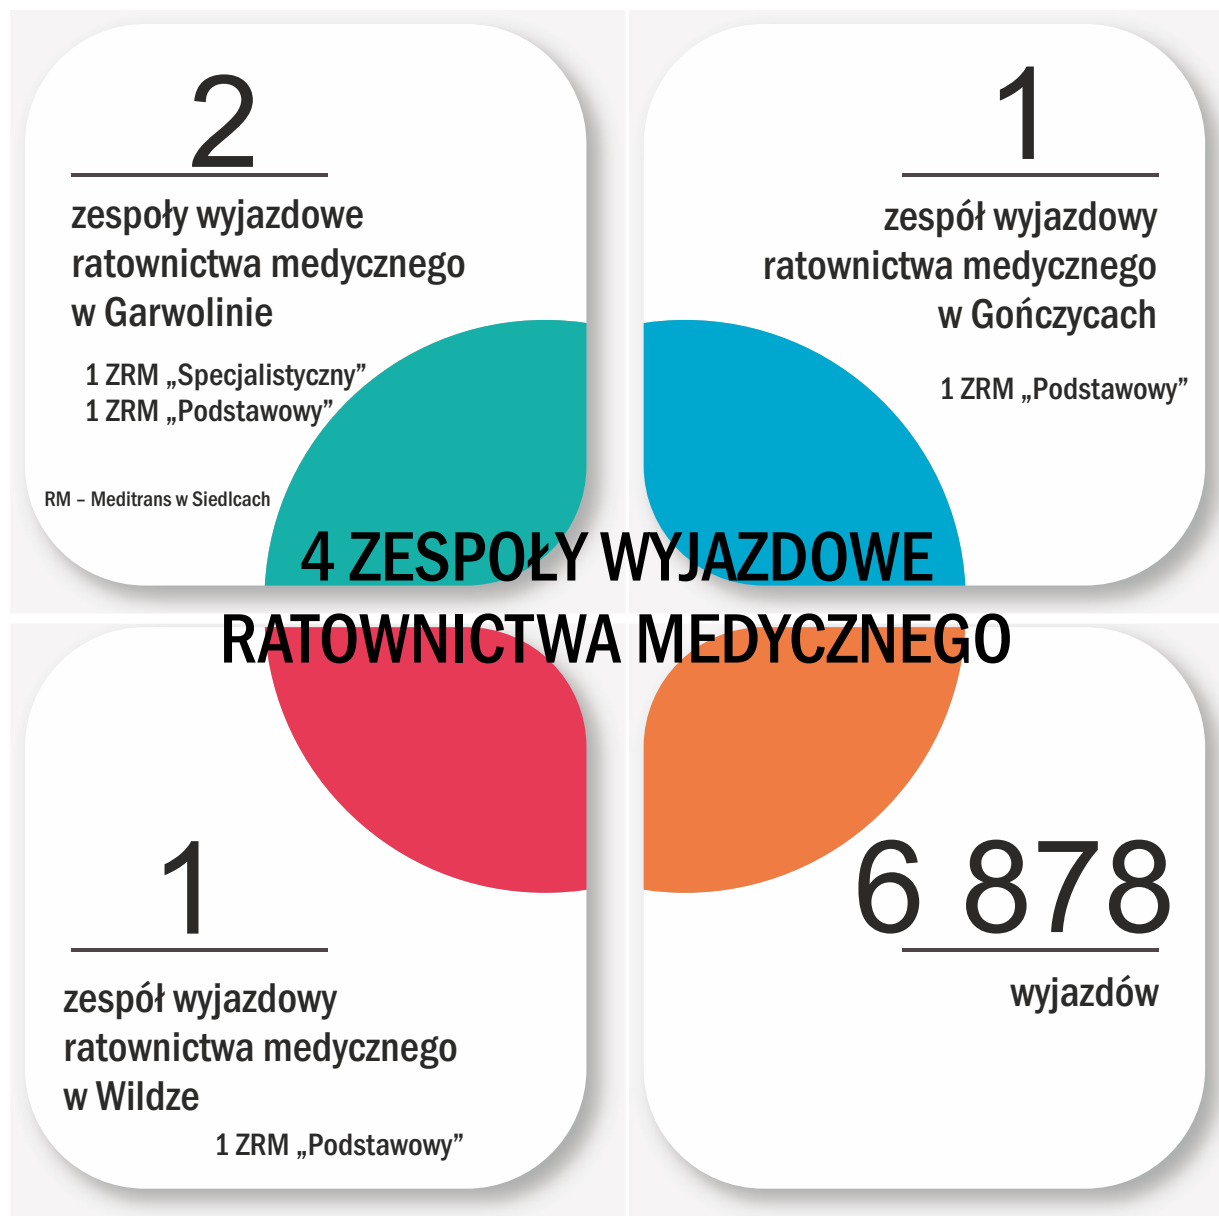 2
zespoły wyjazdowe
ratownictwa medycznego
w Garwolinie
1 ZRM „Specjalistyczny”
1 ZRM „Podstawowy”
RM – Meditrans w Siedlcach
1
zespół wyjazdowy
ratownictwa medycznego
w Gończycach
1 ZRM „Podstawowy”
4 ZESPOŁY WYJAZDOWE
RATOWNICTWA MEDYCZNEGO
1
zespół wyjazdowy
ratownictwa medycznego
w Wildze
1 ZRM „Podstawowy”
6 878
wyjazdów